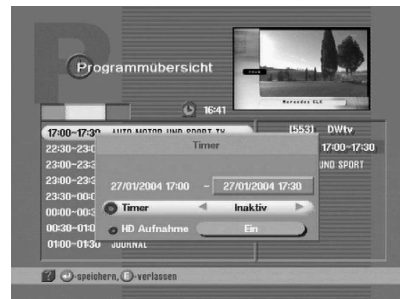 Programmübersicht
16:41
Mercedes CLK
[553] DWtv
17:00-17:30 AUTO MOTOR UND SPORT TV
17:00-17:30
22:30-23:0
Timer
23:00-23:3
UND SPORT
23:00-23:3
27/01/2004 17:00 - 27/01/2004 17:30
23:30-00:0
00:00-00:3
Timer Inaktiv
00:30-01:0
HD Aufnahme Ein
01:00-01:30 JOURNAL
-speichern, E-verlassen